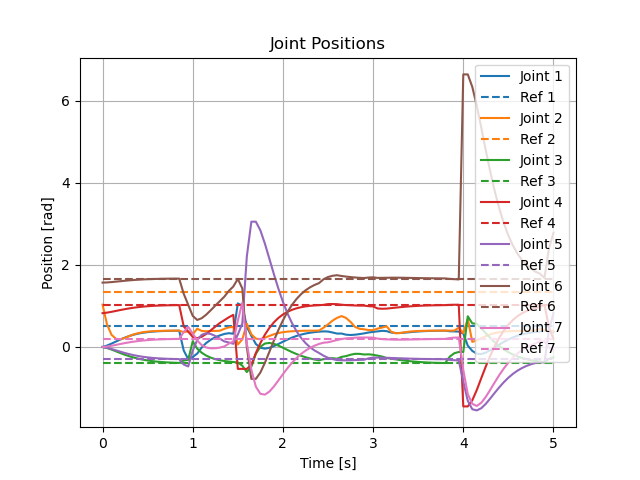 Joint Positions
Position [rad]
6
4
2
0
0
1
2
3
4
5
Time [s]
Joint 1
Ref 1
Joint 2
Ref 2
Joint 3
Ref 3
Joint 4
Ref 4
Joint 5
Ref 5
Joint 6
Ref 6
Joint 7
Ref 7